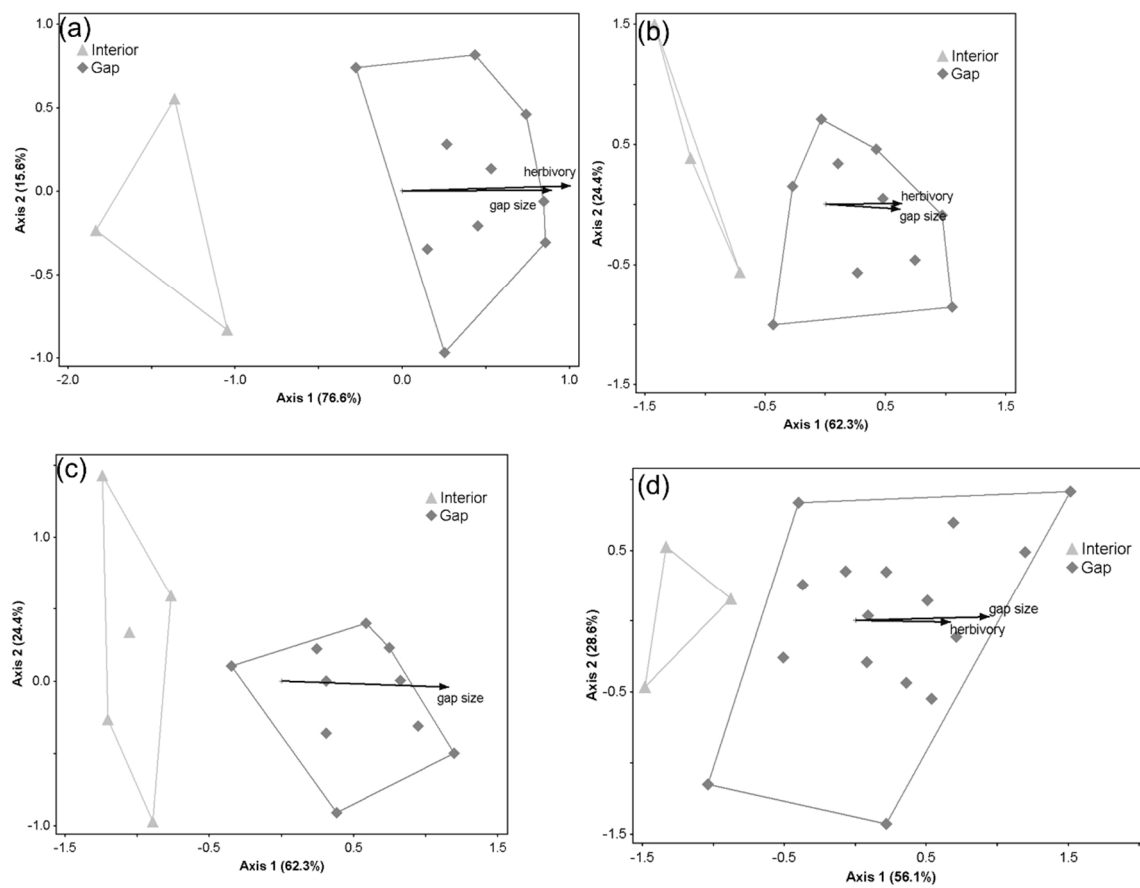 (a)
Interior
Gap
1.0
0.5
0.0
-0.5
-1.0
Axis 2 (15.6%)
herbivory
gap size
-2.0 -1.0 0.0 1.0
Axis 1 (76.6%)
(b)
Interior
Gap
1.5
0.5
-0.5
-1.5
Axis 2 (24.4%)
herbivory
gap size
-1.5 -0.5 0.5 1.5
Axis 1 (62.3%)
(c)
Interior
Gap
1.0
0.0
-1.0
Axis 2 (24.4%)
gap size
-1.5 -0.5 0.5 1.5
Axis 1 (62.3%)
(d)
Interior
Gap
0.5
-0.5
-1.5
Axis 2 (28.6%)
gap size
herbivory
-1.5 -0.5 0.5 1.5
Axis 1 (56.1%)